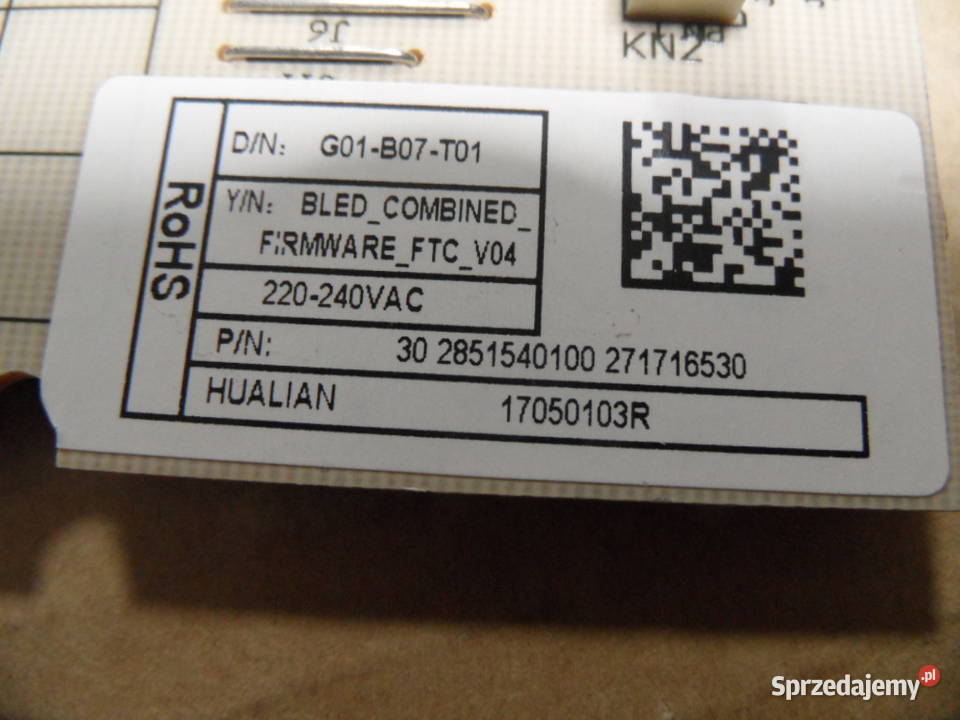 J6
KN2
RoHS
D/N: G01-B07-T01
Y/N: BLED_COMBINED_
FIRMWARE_FTC_V04
220-240VAC
P/N: 30 2851540100 271716530
HUALIAN 17050103R
Sprzedajemy.pl